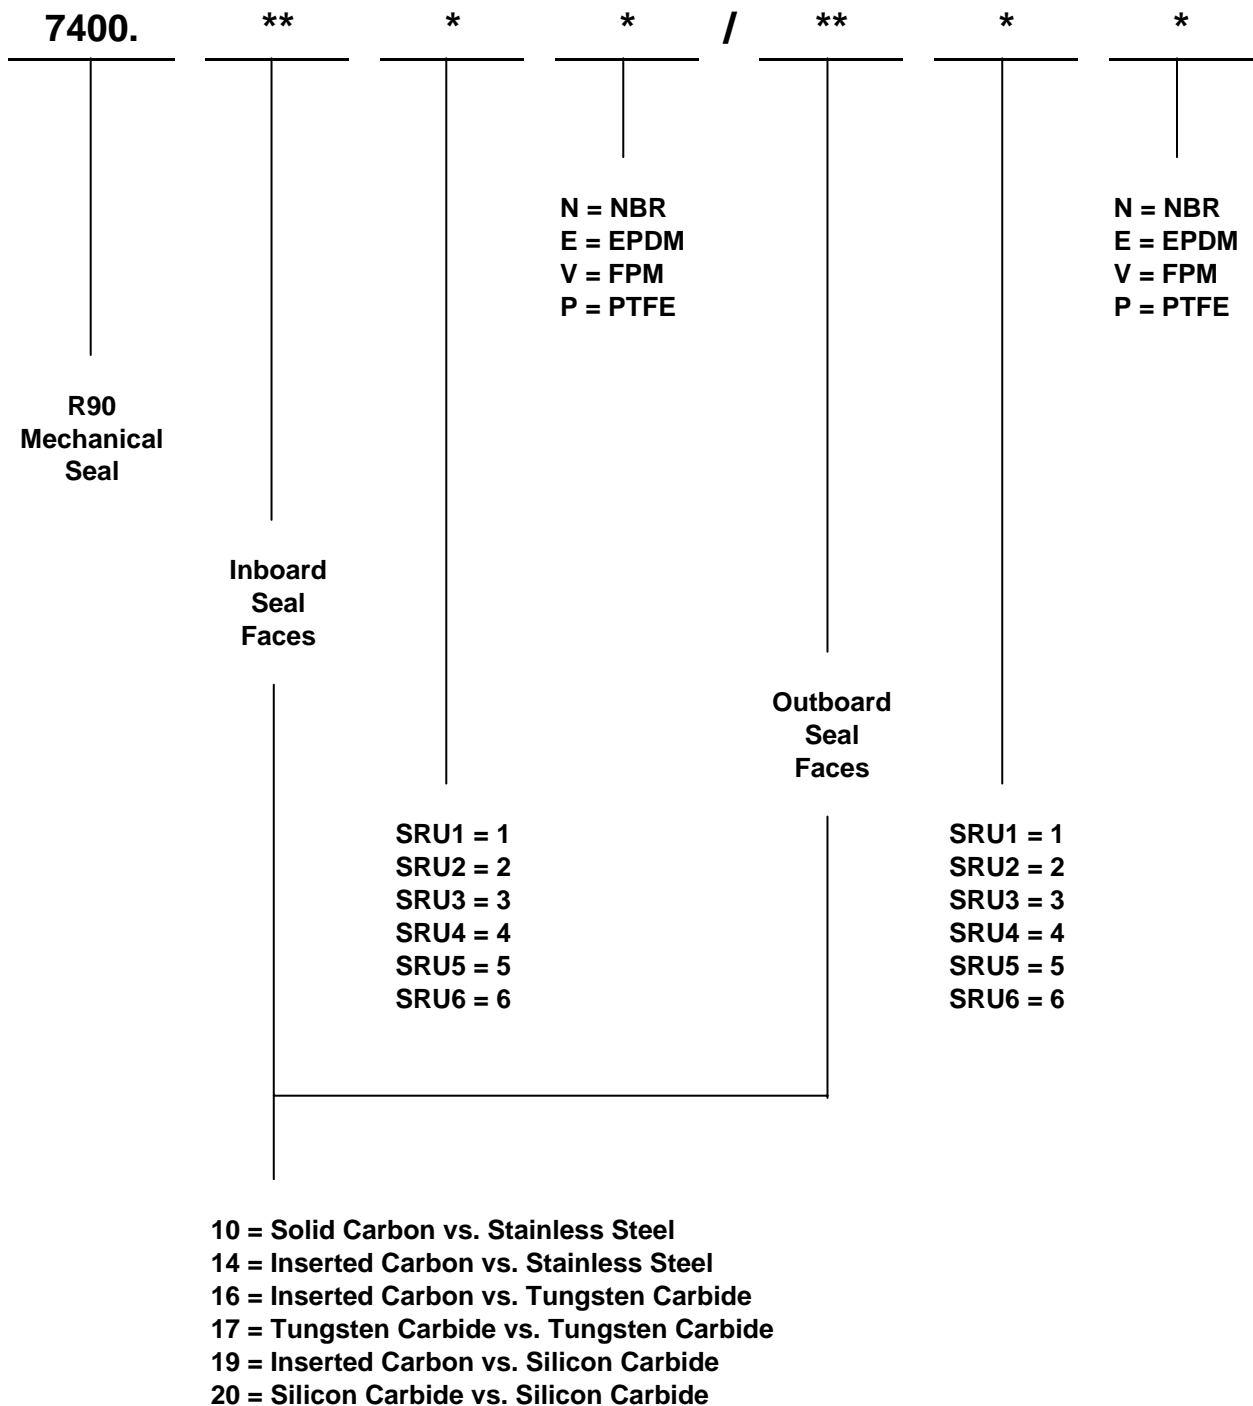 7400. ** * * / ** * *
N = NBR
E = EPDM
V = FPM
P = PTFE
N = NBR
E = EPDM
V = FPM
P = PTFE
R90
Mechanical
Seal
Inboard
Seal
Faces
Outboard
Seal
Faces
SRU1 = 1
SRU2 = 2
SRU3 = 3
SRU4 = 4
SRU5 = 5
SRU6 = 6
SRU1 = 1
SRU2 = 2
SRU3 = 3
SRU4 = 4
SRU5 = 5
SRU6 = 6
10 = Solid Carbon vs. Stainless Steel
14 = Inserted Carbon vs. Stainless Steel
16 = Inserted Carbon vs. Tungsten Carbide
17 = Tungsten Carbide vs. Tungsten Carbide
19 = Inserted Carbon vs. Silicon Carbide
20 = Silicon Carbide vs. Silicon Carbide